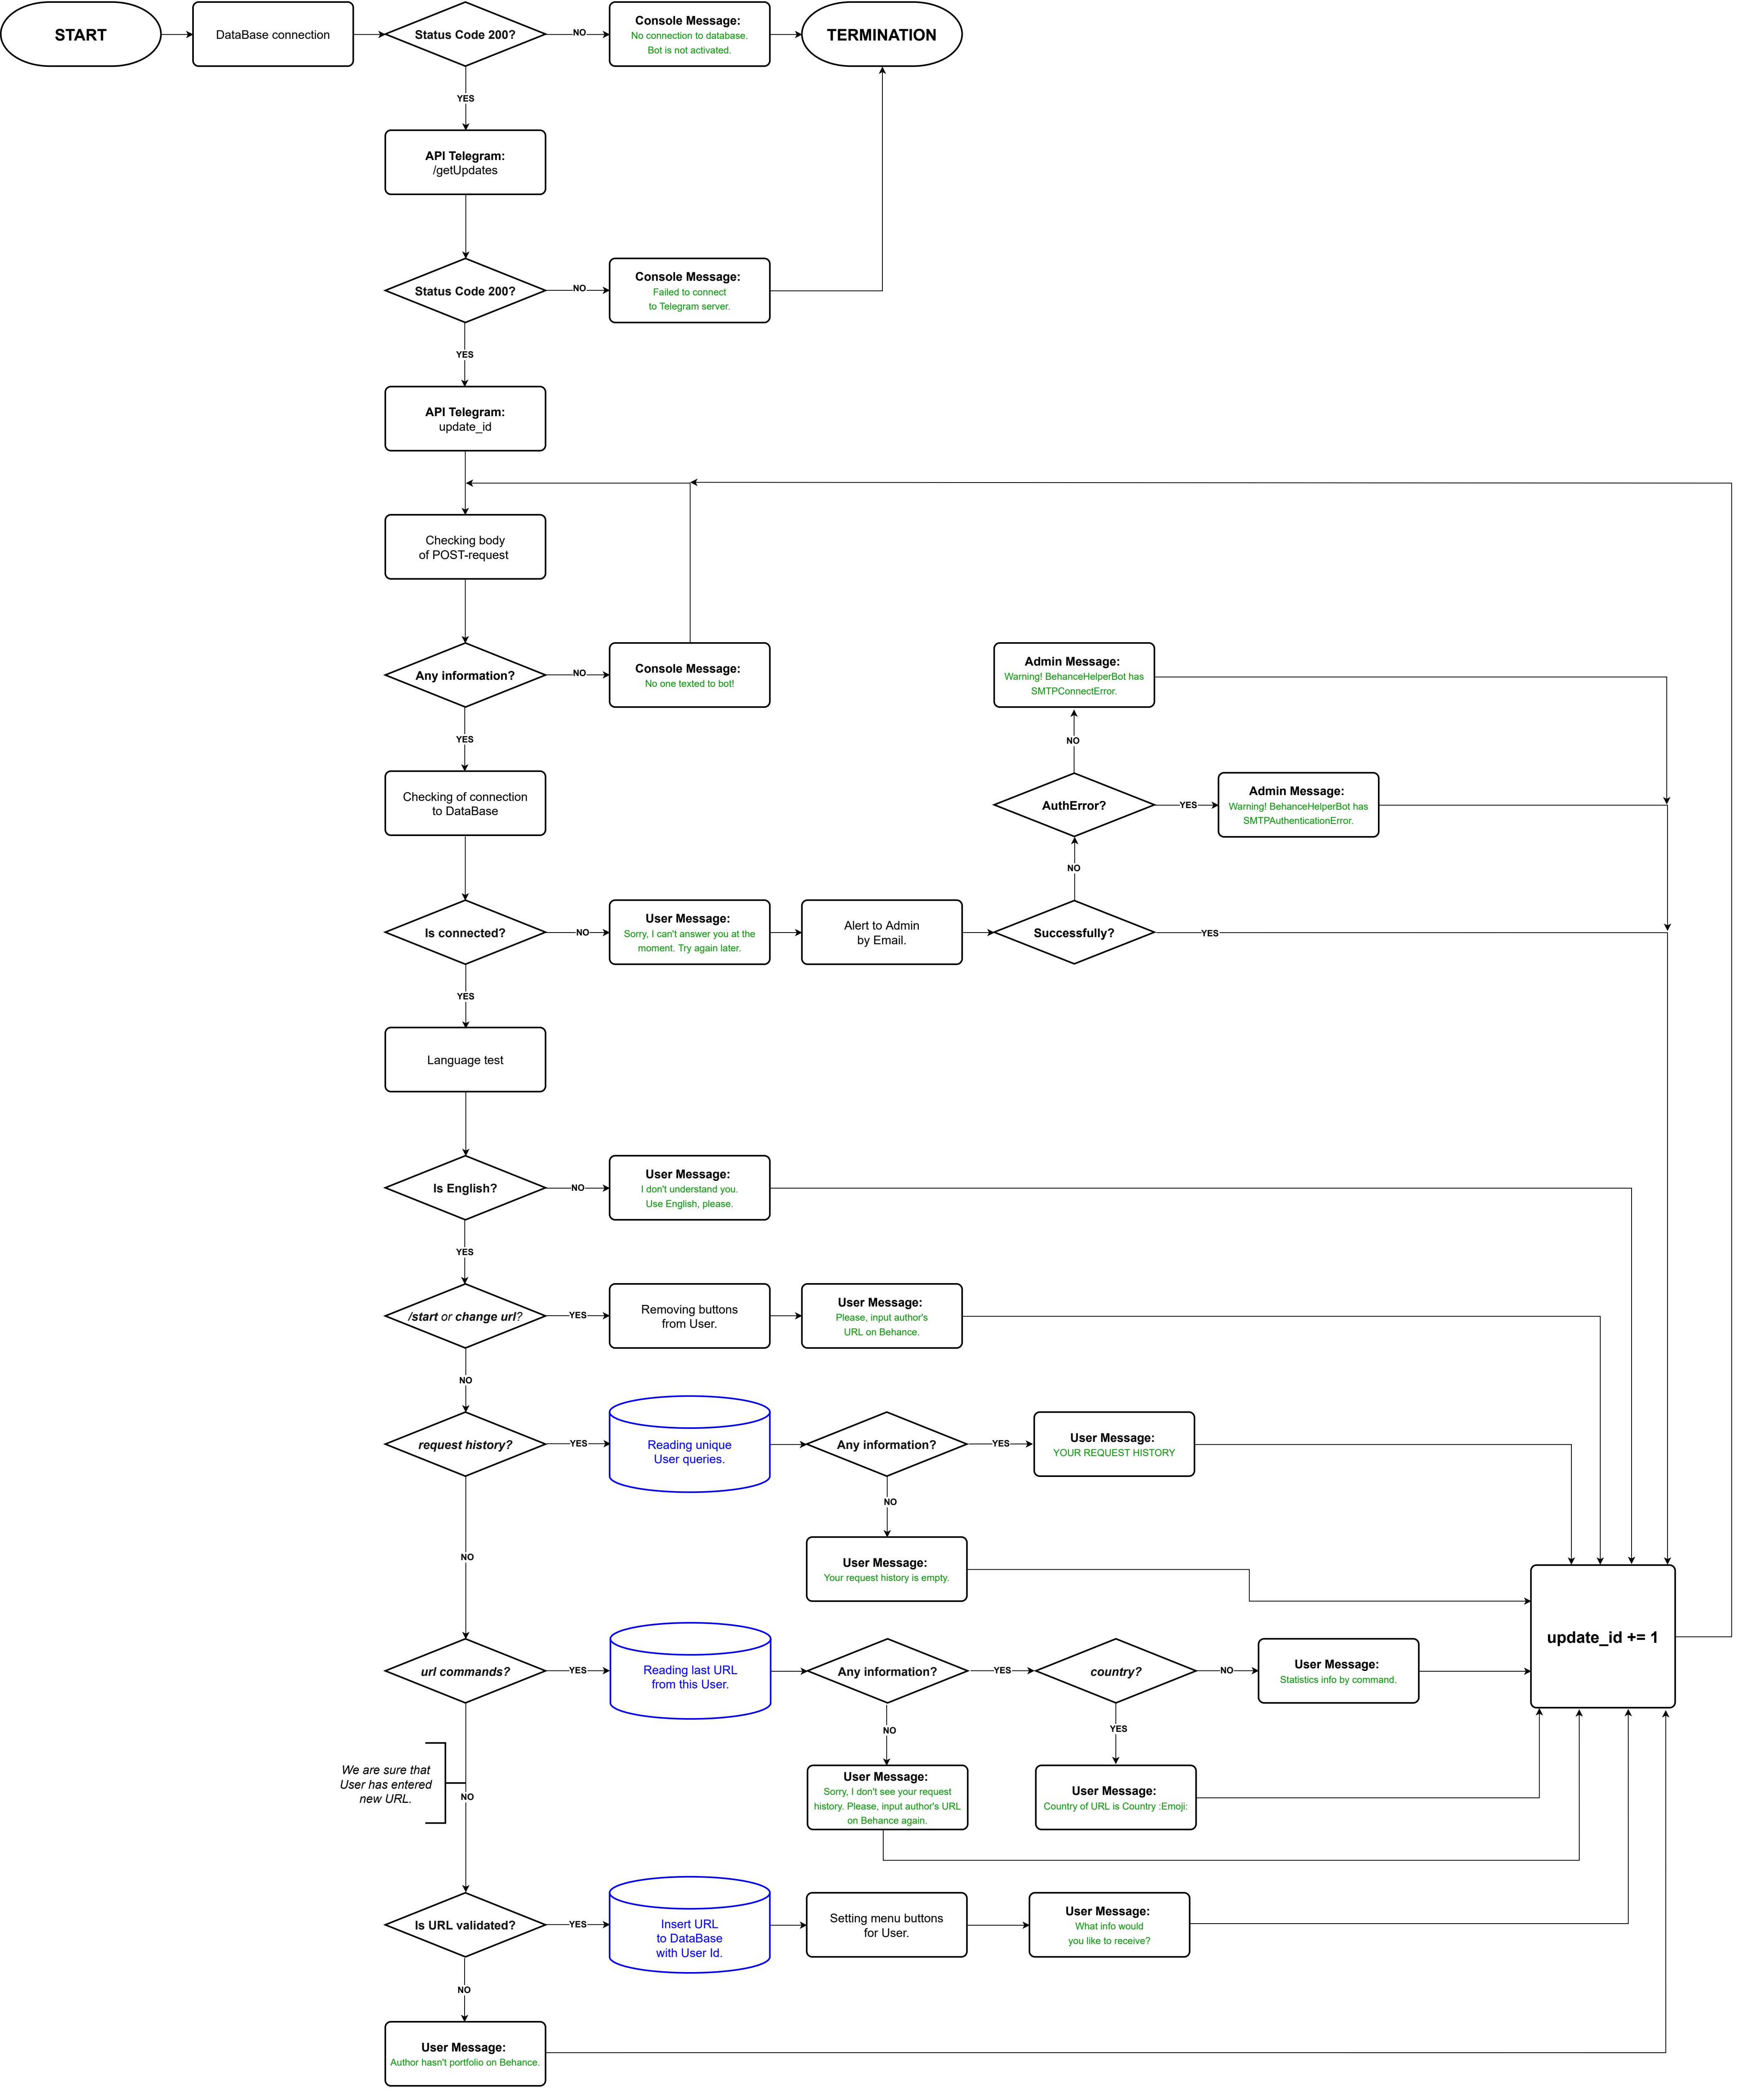 START
DataBase connection
Status Code 200?
NO
Console Message:
No connection to database.
Bot is not activated.
TERMINATION
YES
API Telegram:
/getUpdates
Status Code 200?
NO
Console Message:
Failed to connect
to Telegram server.
YES
API Telegram:
update_id
Checking body
of POST-request
Any information?
NO
Console Message:
No one texted to bot!
Admin Message:
Warning! BehanceHelperBot has
SMTPConnectError.
YES
NO
Checking of connection
to DataBase
AuthError?
YES
Admin Message:
Warning! BehanceHelperBot has
SMTPAuthenticationError.
NO
Is connected?
NO
User Message:
Sorry, I can't answer you at the
moment. Try again later.
Alert to Admin
by Email.
Successfully?
YES
YES
Language test
Is English?
NO
User Message:
I don't understand you.
Use English, please.
YES
/start or change url?
YES
Removing buttons
from User.
User Message:
Please, input author's
URL on Behance.
NO
request history?
YES
Reading unique
User queries.
Any information?
YES
User Message:
YOUR REQUEST HISTORY
NO
NO
User Message:
Your request history is empty.
update_id += 1
url commands?
YES
Reading last URL
from this User.
Any information?
YES
country?
NO
User Message:
Statistics info by command.
NO
YES
We are sure that
User has entered
new URL.
NO
User Message:
Sorry, I don't see your request
history. Please, input author's URL
on Behance again.
User Message:
Country of URL is Country :Emoji:
Is URL validated?
YES
Insert URL
to DataBase
with User Id.
Setting menu buttons
for User.
User Message:
What info would
you like to receive?
NO
User Message:
Author hasn't portfolio on Behance.